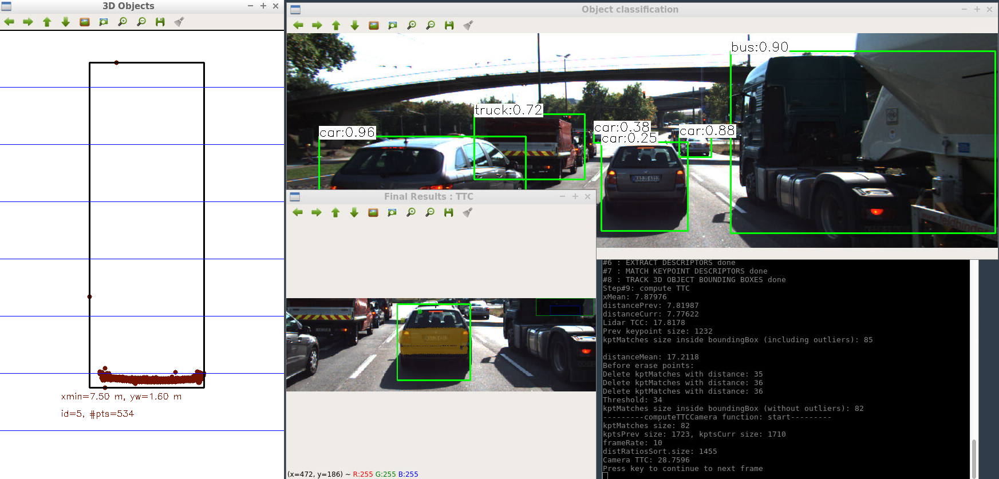 3D Objects
xmin=7.50 m, yw=1.60 m
id=5, #pts=534
Object classification
bus:0.90
truck:0.72
car:0.96
car:0.38
car:0.25
car:0.88
Final Results : TTC
(x=472, y=186) ~ R:255 G:255 B:255
#6 : EXTRACT DESCRIPTORS done
#7 : MATCH KEYPOINT DESCRIPTORS done
#8 : TRACK 3D OBJECT BOUNDING BOXES done
Step#9: compute TTC
xMean: 7.87976
distancePrev: 7.81987
distanceCurr: 7.77622
Lidar TCC: 17.8178
Prev keypoint size: 1232
kptMatches size inside boundingBox (including outliers): 85
distanceMean: 17.2118
Before erase points:
Delete kptMatches with distance: 35
Delete kptMatches with distance: 36
Delete kptMatches with distance: 36
Threshold: 34
kptMatches size inside boundingBox (without outliers): 82
---------computeTTCCamera function: start---------
kptMatches size: 82
kptsPrev size: 1723, kptsCurr size: 1710
frameRate: 10
distRatiosSort.size: 1455
Camera TTC: 28.7596
Press key to continue to next frame